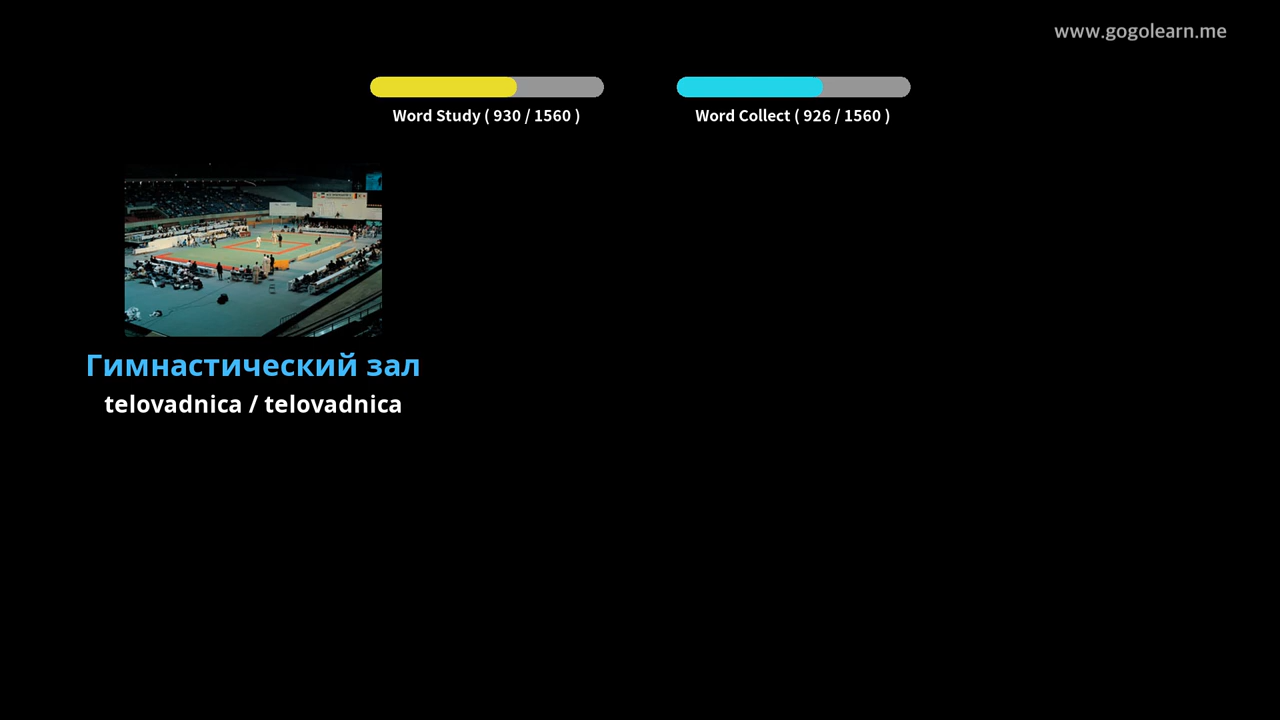 www.gogolearn.me
Word Study ( 930 / 1560 )
Word Collect ( 926 / 1560 )
Гимнастический зал
telovadnica / telovadnica